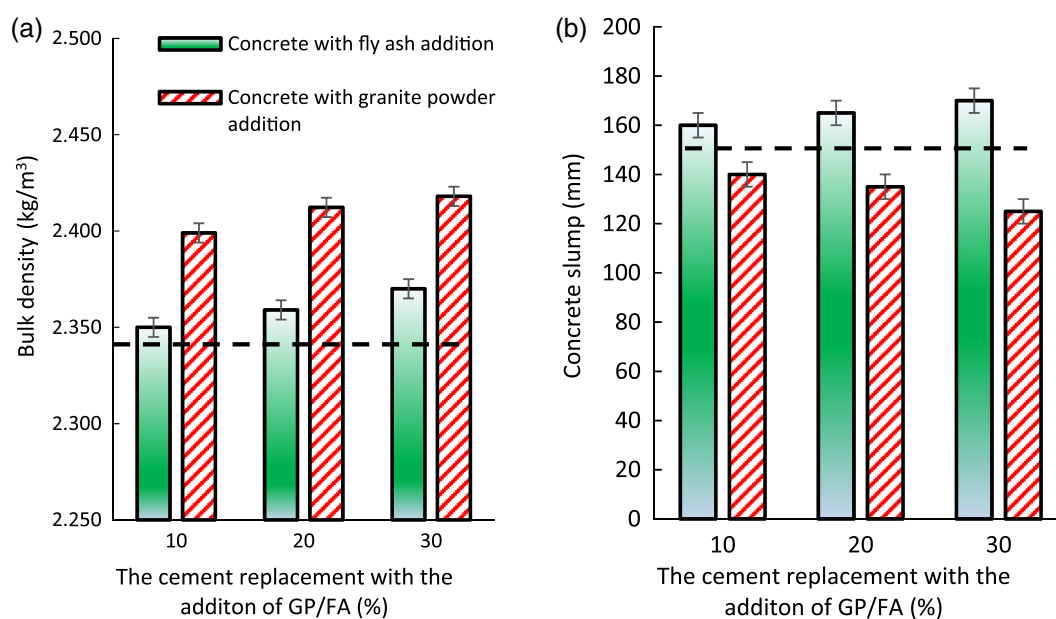 (a)
2.500
2.450
2.400
2.350
2.300
2.250
Bulk density (kg/m³)
Concrete with fly ash addition
Concrete with granite powder
addition
10 20 30
The cement replacement with the
additon of GP/FA (%)
(b)
200
180
160
140
120
100
80
60
40
20
0
Concrete slump (mm)
10 20 30
The cement replacement with the
additon of GP/FA (%)